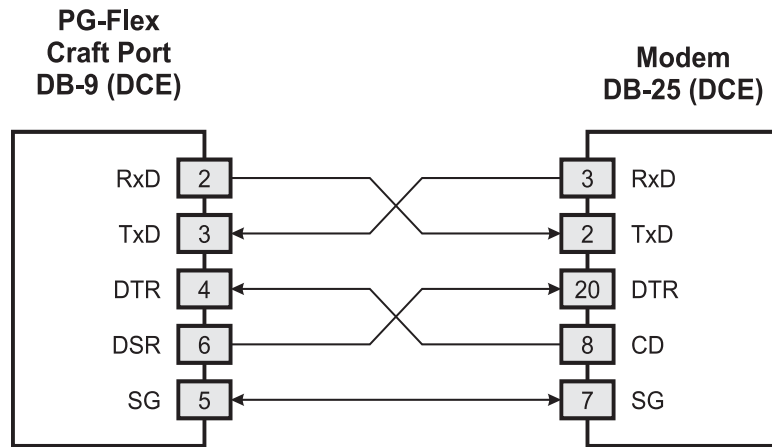 PG-Flex
Craft Port
DB-9 (DCE)
Modem
DB-25 (DCE)
RxD 2 3 RxD
TxD 3 2 TxD
DTR 4 20 DTR
DSR 6 8 CD
SG 5 7 SG